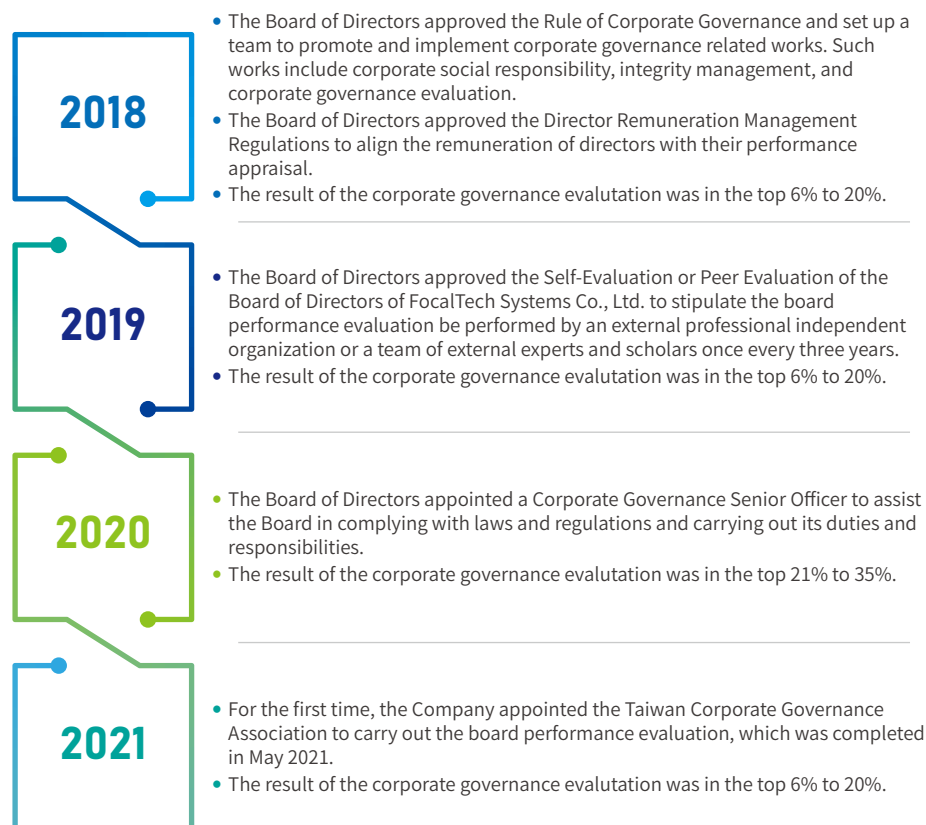 2018
• The Board of Directors approved the Rule of Corporate Governance and set up a
team to promote and implement corporate governance related works. Such
works include corporate social responsibility, integrity management, and
corporate governance evaluation.
• The Board of Directors approved the Director Remuneration Management
Regulations to align the remuneration of directors with their performance
appraisal.
• The result of the corporate governance evalutation was in the top 6% to 20%.
2019
• The Board of Directors approved the Self-Evaluation or Peer Evaluation of the
Board of Directors of FocalTech Systems Co., Ltd. to stipulate the board
performance evaluation be performed by an external professional independent
organization or a team of external experts and scholars once every three years.
• The result of the corporate governance evalutation was in the top 6% to 20%.
2020
• The Board of Directors appointed a Corporate Governance Senior Officer to assist
the Board in complying with laws and regulations and carrying out its duties and
responsibilities.
• The result of the corporate governance evalutation was in the top 21% to 35%.
2021
• For the first time, the Company appointed the Taiwan Corporate Governance
Association to carry out the board performance evaluation, which was completed
in May 2021.
• The result of the corporate governance evalutation was in the top 6% to 20%.